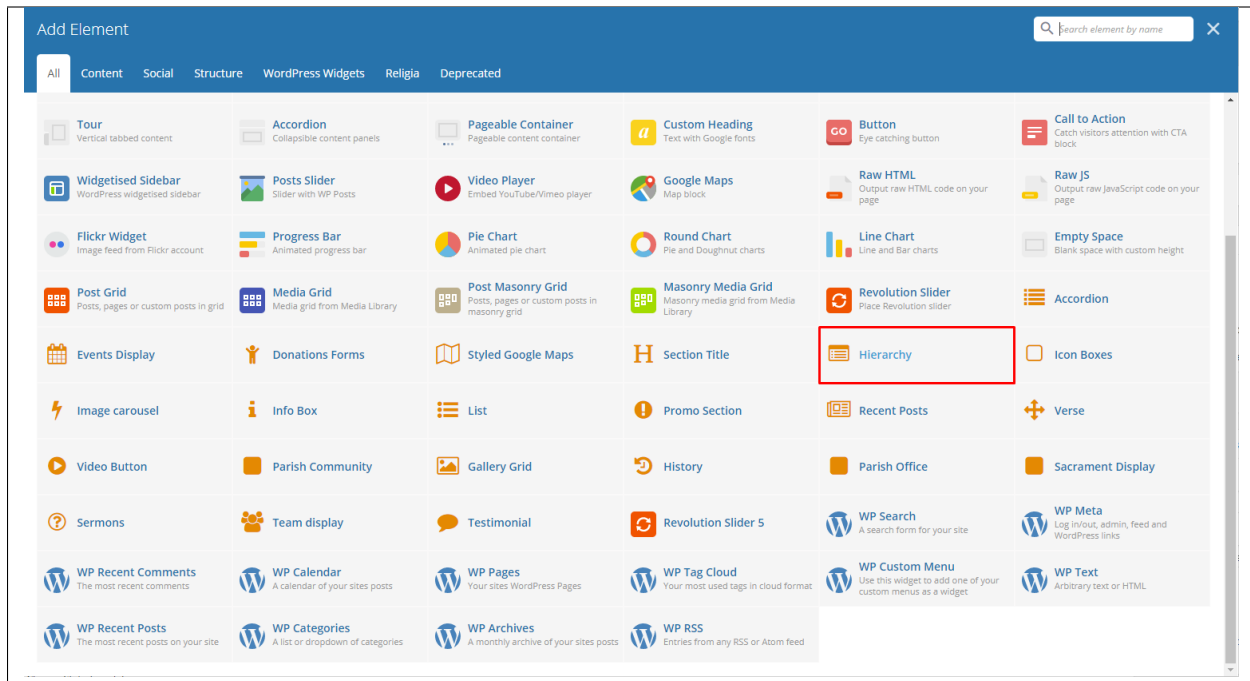 Add Element
Search element by name
All Content Social Structure WordPress Widgets Religia Deprecated
Tour
Vertical tabbed content
Accordion
Collapsible content panels
Pageable Container
Pageable content container
Custom Heading
Text with Google fonts
GO
Button
Eye catching button
Call to Action
Catch visitors attention with CTA
block
Widgetised Sidebar
WordPress widgetised sidebar
Posts Slider
Slider with WP Posts
Video Player
Embed YouTube/Vimeo player
Google Maps
Map block
Raw HTML
Output raw HTML code on your
page
Raw JS
Output raw JavaScript code on your
page
Flickr Widget
Image feed from Flickr account
Progress Bar
Animated progress bar
Pie Chart
Animated pie chart
Round Chart
Pie and Doughnut charts
Line Chart
Line and Bar charts
Empty Space
Blank space with custom height
Post Grid
Posts, pages or custom posts in grid
Media Grid
Media grid from Media Library
Post Masonry Grid
Posts, pages or custom posts in
masonry grid
Masonry Media Grid
Masonry media grid from Media
Library
Revolution Slider
Place Revolution slider
Accordion
Events Display
Donations Forms
Styled Google Maps
H Section Title
Hierarchy
Icon Boxes
Image carousel
Info Box
List
Promo Section
Recent Posts
Verse
Video Button
Parish Community
Gallery Grid
History
Parish Office
Sacrament Display
Sermons
Team display
Testimonial
Revolution Slider 5
WP Search
A search form for your site
WP Meta
Log in/out, admin, feed and
WordPress links
WP Recent Comments
The most recent comments
WP Calendar
A calendar of your sites posts
WP Pages
Your sites WordPress Pages
WP Tag Cloud
Your most used tags in cloud format
WP Custom Menu
Use this widget to add one of your
custom menus as a widget
WP Text
Arbitrary text or HTML
WP Recent Posts
The most recent posts on your site
WP Categories
A list or dropdown of categories
WP Archives
A monthly archive of your sites posts
WP RSS
Entries from any RSS or Atom feed